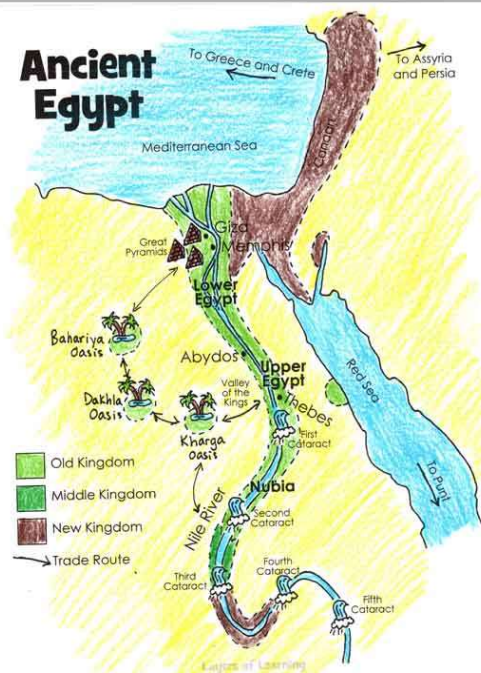 Ancient
Egypt
To Greece and Crete
To Assyria
and Persia
Mediterranean Sea
Canaan
Giza
Great
Pyramids
Memphis
Lower
Egypt
Bahariya
Oasis
Abydos
Upper
Egypt
Valley
of the
Kings
Thebes
Dakhla
Oasis
Kharga
Oasis
First
Cataract
Red Sea
To Punt
Old Kingdom
Middle Kingdom
New Kingdom
Trade Route
Nubia
Nile River
Second
Cataract
Third
Cataract
Fourth
Cataract
Fifth
Cataract
Layers of Learning